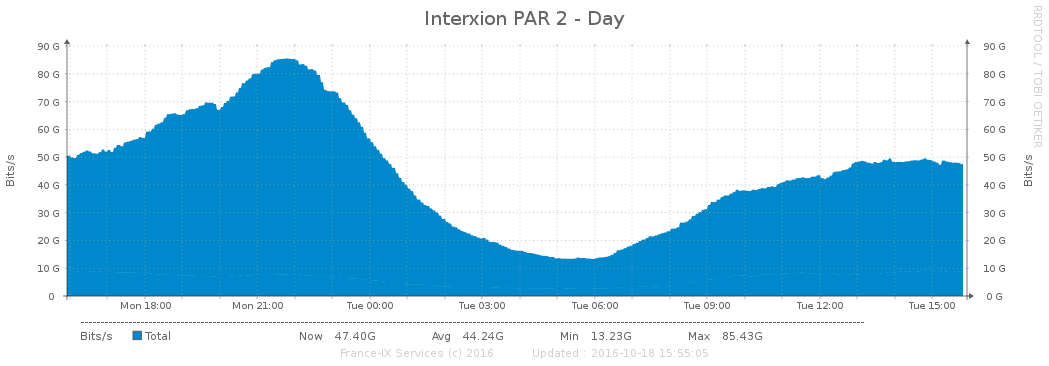 Interxion PAR 2 - Day
RRDTOOL / TOBI OETIKER
90 G 90 G
80 G 80 G
70 G 70 G
60 G 60 G
50 G 50 G
40 G 40 G
30 G 30 G
20 G 20 G
10 G 10 G
0 0 G
Bits/s
Bits/s
Mon 18:00 Mon 21:00 Tue 00:00 Tue 03:00 Tue 06:00 Tue 09:00 Tue 12:00 Tue 15:00
Bits/s Total Now 47.40G Avg 44.24G Min 13.23G Max 85.43G
France-IX Services (c) 2016 Updated : 2016-10-18 15:55:05